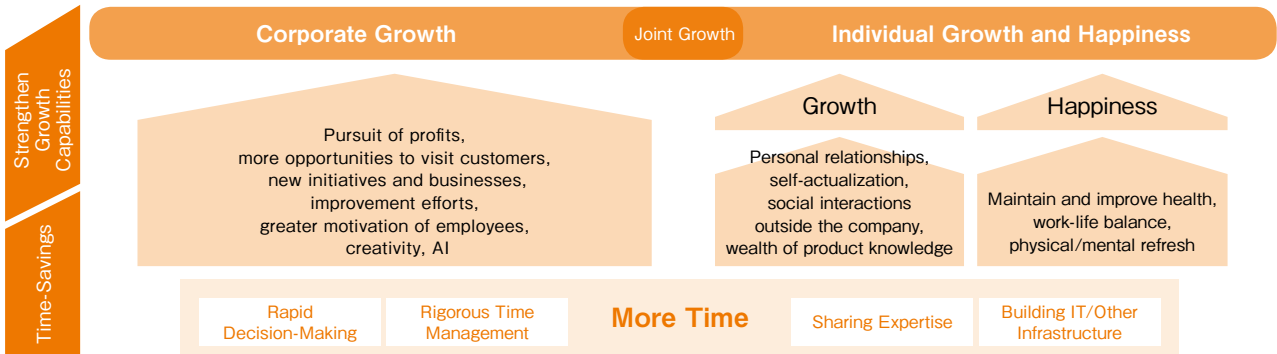 Strengthen
Growth
Capabilities
Time-Savings
Corporate Growth
Joint Growth
Individual Growth and Happiness
Pursuit of profits,
more opportunities to visit customers,
new initiatives and businesses,
improvement efforts,
greater motivation of employees,
creativity, AI
Growth
Personal relationships,
self-actualization,
social interactions
outside the company,
wealth of product knowledge
Happiness
Maintain and improve health,
work-life balance,
physical/mental refresh
Rapid
Decision-Making
Rigorous Time
Management
More Time
Sharing Expertise
Building IT/Other
Infrastructure